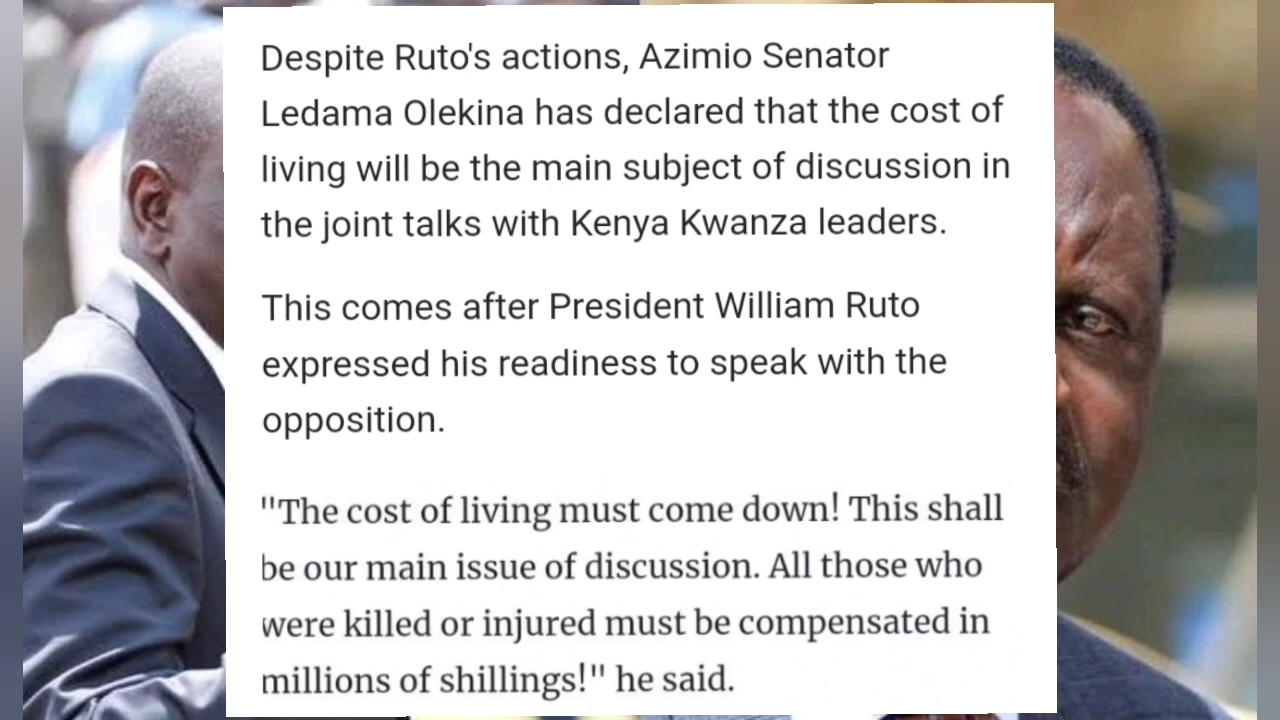 Despite Ruto's actions, Azimio Senator
Ledama Olekina has declared that the cost of
living will be the main subject of discussion in
the joint talks with Kenya Kwanza leaders.
This comes after President William Ruto
expressed his readiness to speak with the
opposition.
"The cost of living must come down! This shall
be our main issue of discussion. All those who
were killed or injured must be compensated in
millions of shillings!" he said.